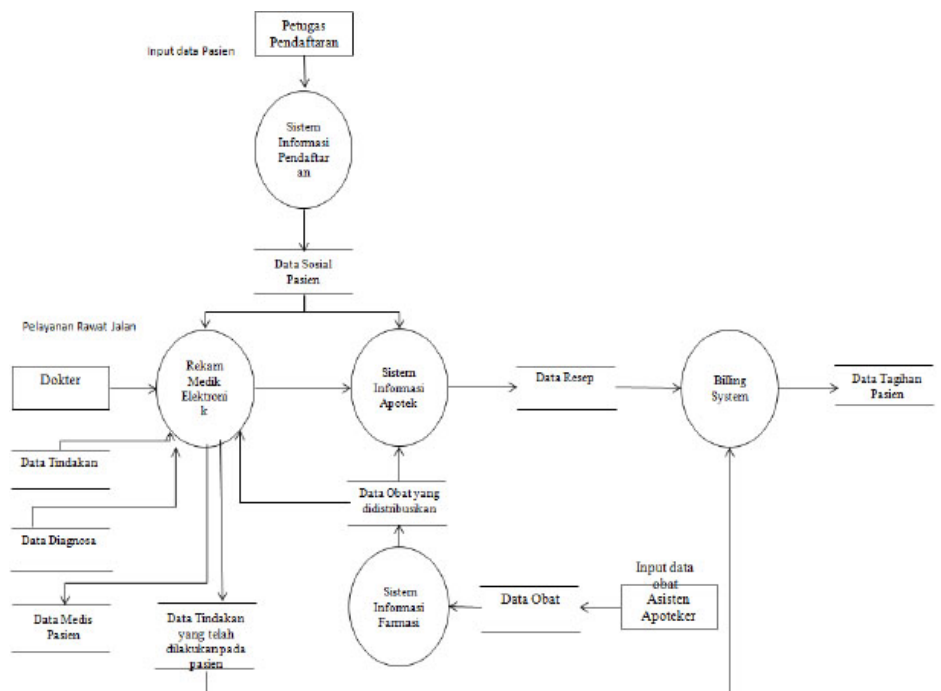 Petugas
Pendaftaran
Input data Pasien
Sistem
Informasi
Pendaftar
an
Data Sosial
Pasien
Pelayanan Rawat Jalan
Dokter
Rekam
Medik
Elektroni
k
Sistem
Informasi
Apotek
Data Resep
Billing
System
Data Tagihan
Pasien
Data Tindakan
Data Diagnosa
Data Obat yang
didistribusikan
Data Medis
Pasien
Data Tindakan
yang telah
dilakukan pada
pasien
Sistem
Informasi
Farmasi
Data Obat
Input data
obat
Asisten
Apoteker